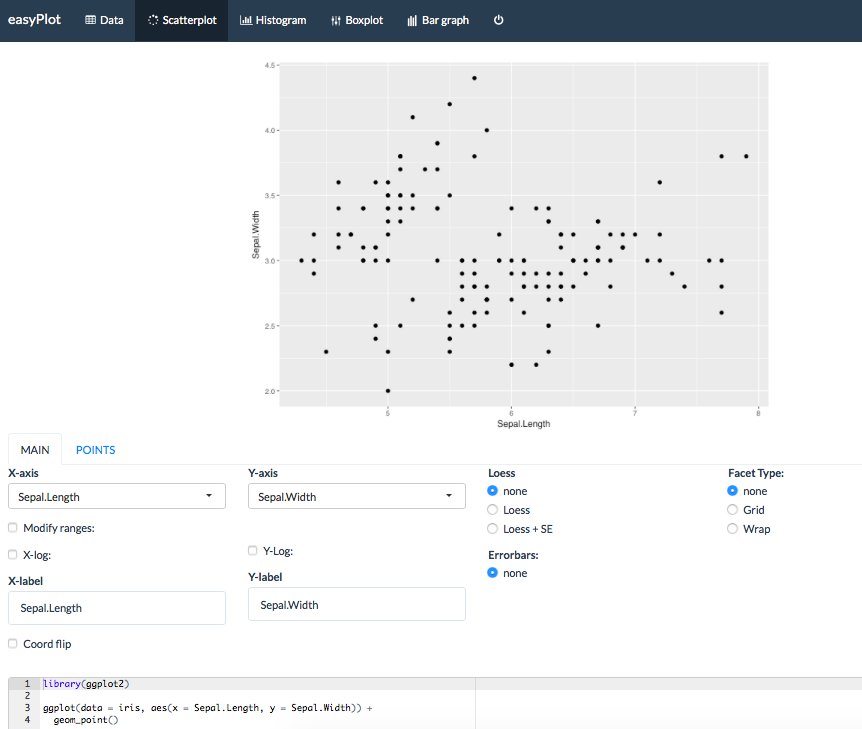 easyPlot Data Scatterplot Histogram Boxplot Bar graph
4.5
4.0
3.5
3.0
2.5
2.0
Sepal.Width
5 6 7 8
Sepal.Length
MAIN POINTS
X-axis Y-axis Loess Facet Type:
Sepal.Length Sepal.Width none none
Loess Grid
Modify ranges: Loess + SE Wrap
X-log: Y-Log: Errorbars:
X-label Y-label none
Sepal.Length Sepal.Width
Coord flip
1 library(ggplot2)
2
3 ggplot(data = iris, aes(x = Sepal.Length, y = Sepal.Width)) +
4 geom_point()